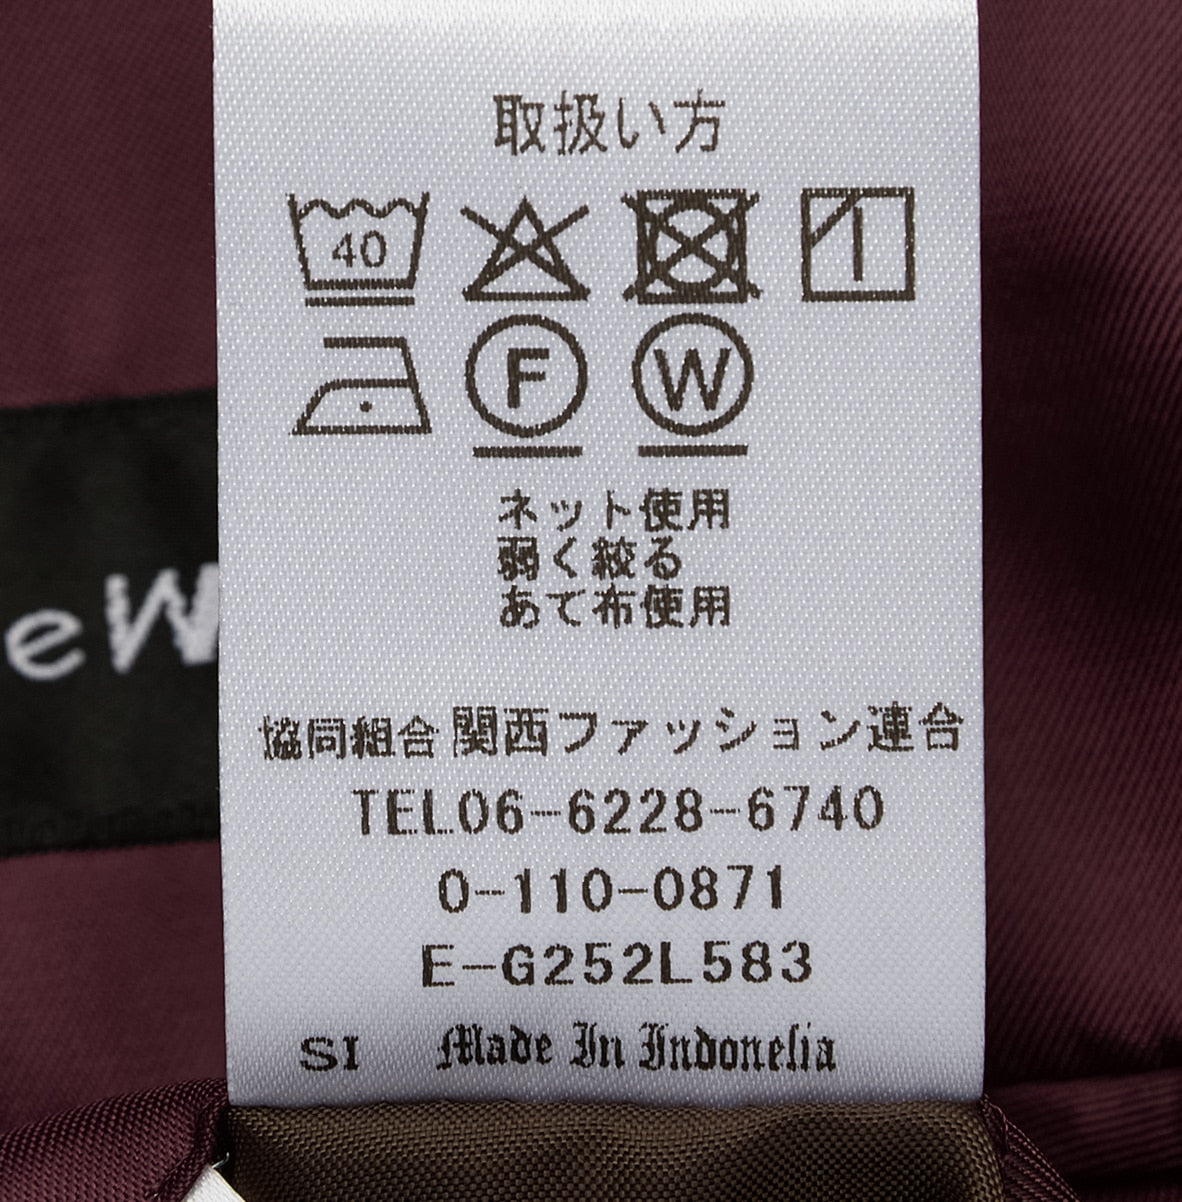 取扱い方
40
F W
ネット使用
弱く絞る
あて布使用
eW
協同組合 関西ファッション連合
TEL06-6228-6740
0-110-0871
E-G252L583
SI Made In Indonesia